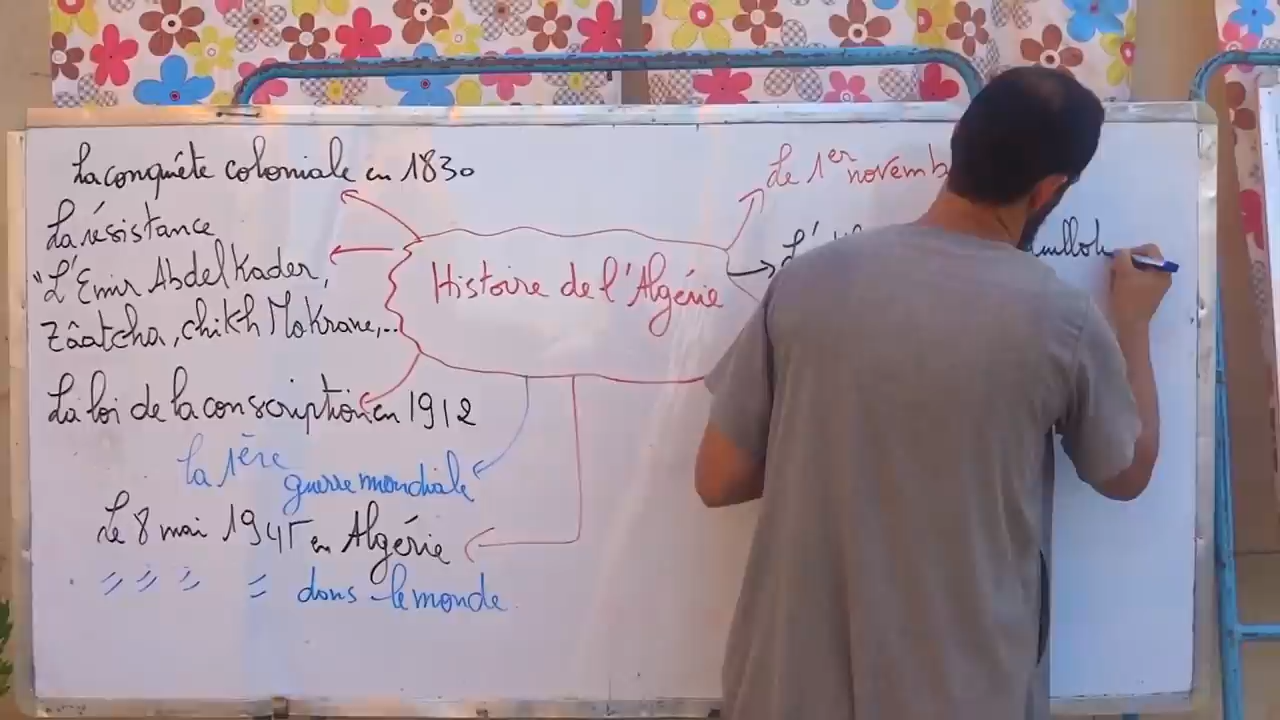 La conquête coloniale en 1830
La résistance
"L'Emir Abdelkader,
Zâatcha, chikh Mokrane,...
La loi de la conscription en 1912
la 1ère
guerre mondiale
Le 8 mai 1945 en Algérie
〃 〃 〃 〃 dans le monde
Histoire de l'Algérie
Le 1er novemb